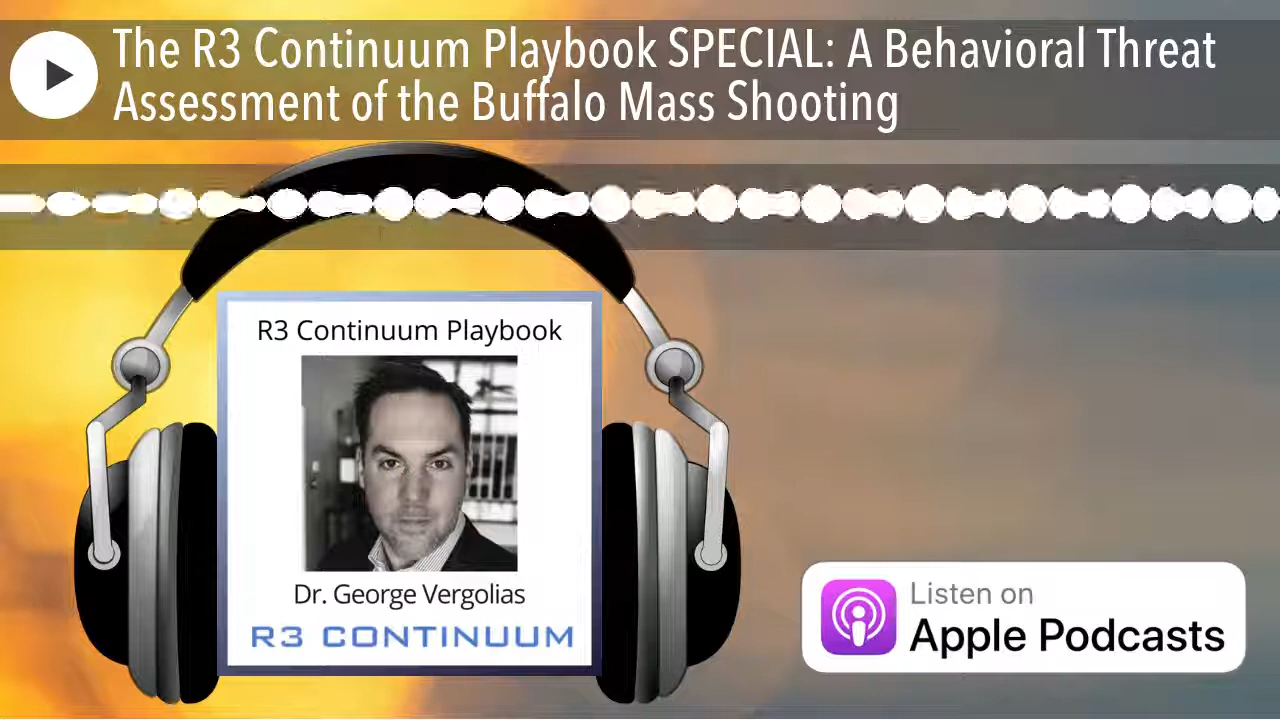 The R3 Continuum Playbook SPECIAL: A Behavioral Threat
Assessment of the Buffalo Mass Shooting
R3 Continuum Playbook
Dr. George Vergolias
R3 CONTINUUM
Listen on
Apple Podcasts